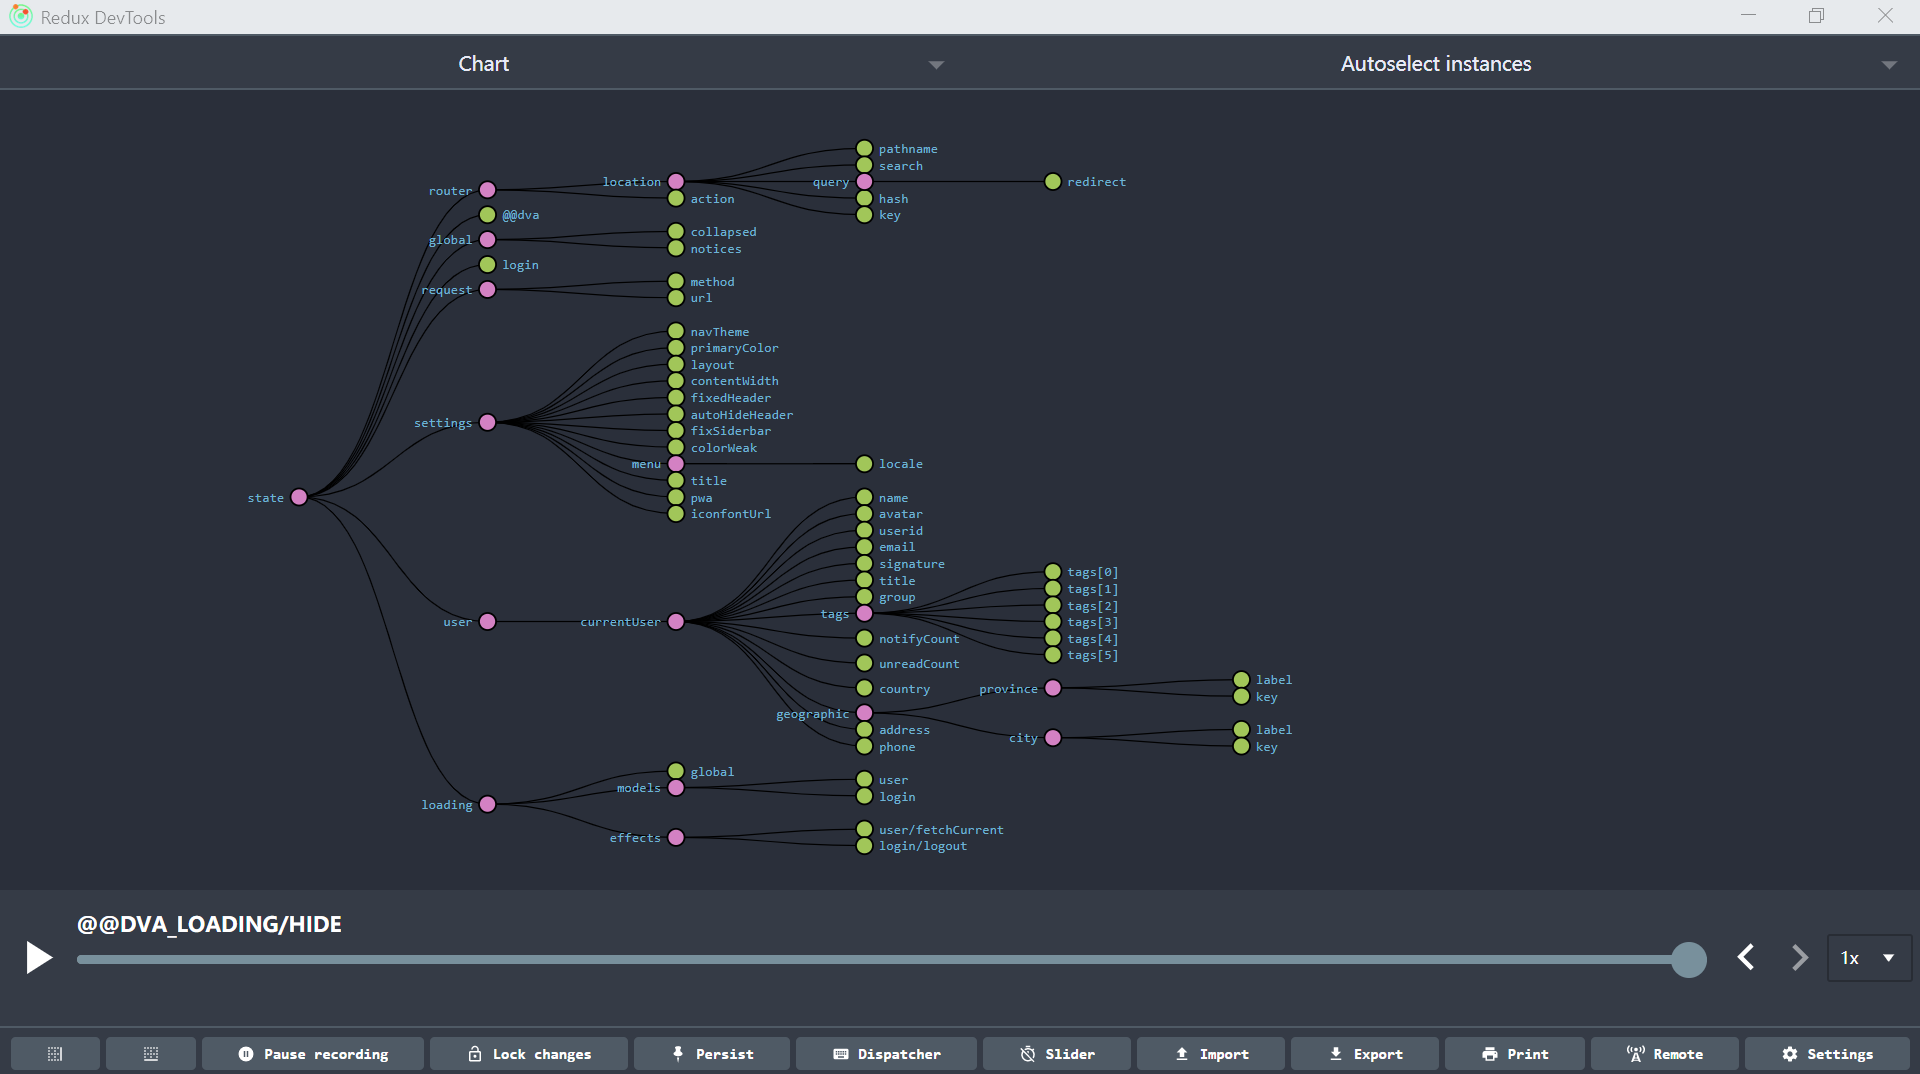 Redux DevTools
Chart
Autoselect instances
pathname
search
location
query
redirect
router
action
hash
@@dva
key
collapsed
global
notices
login
method
request
url
navTheme
primaryColor
layout
contentWidth
fixedHeader
autoHideHeader
settings
fixSiderbar
colorWeak
menu
locale
title
state
pwa
name
iconfontUrl
avatar
userid
email
signature
tags[0]
title
tags[1]
group
tags[2]
tags
user
currentUser
tags[3]
notifyCount
tags[4]
tags[5]
unreadCount
label
country
province
key
geographic
address
label
city
phone
key
global
user
models
login
loading
user/fetchCurrent
effects
login/logout
@@DVA_LOADING/HIDE
1x
Pause recording
Lock changes
Persist
Dispatcher
Slider
Import
Export
Print
Remote
Settings